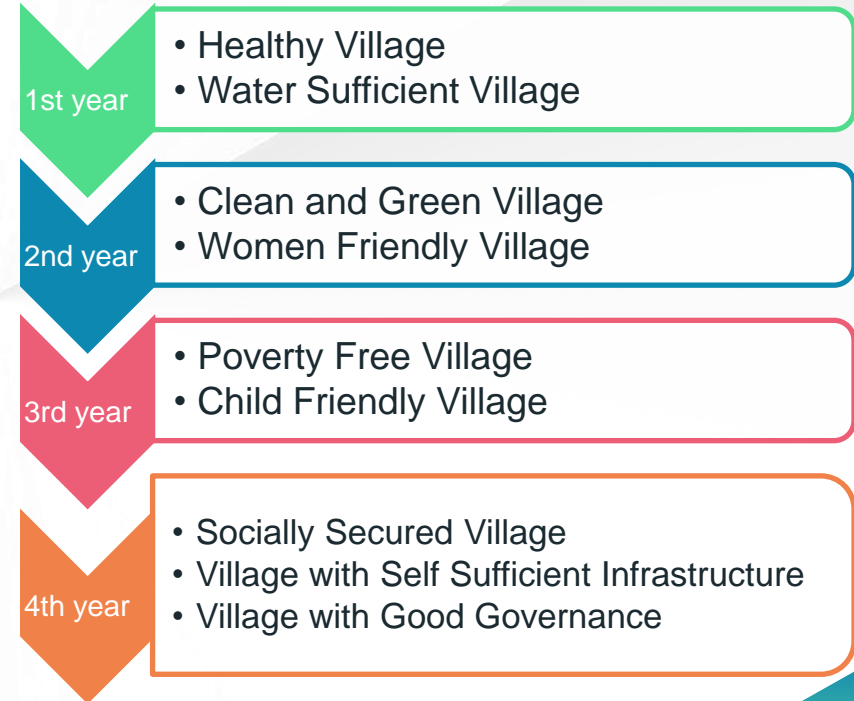 1st year
• Healthy Village
• Water Sufficient Village
2nd year
• Clean and Green Village
• Women Friendly Village
3rd year
• Poverty Free Village
• Child Friendly Village
4th year
• Socially Secured Village
• Village with Self Sufficient Infrastructure
• Village with Good Governance